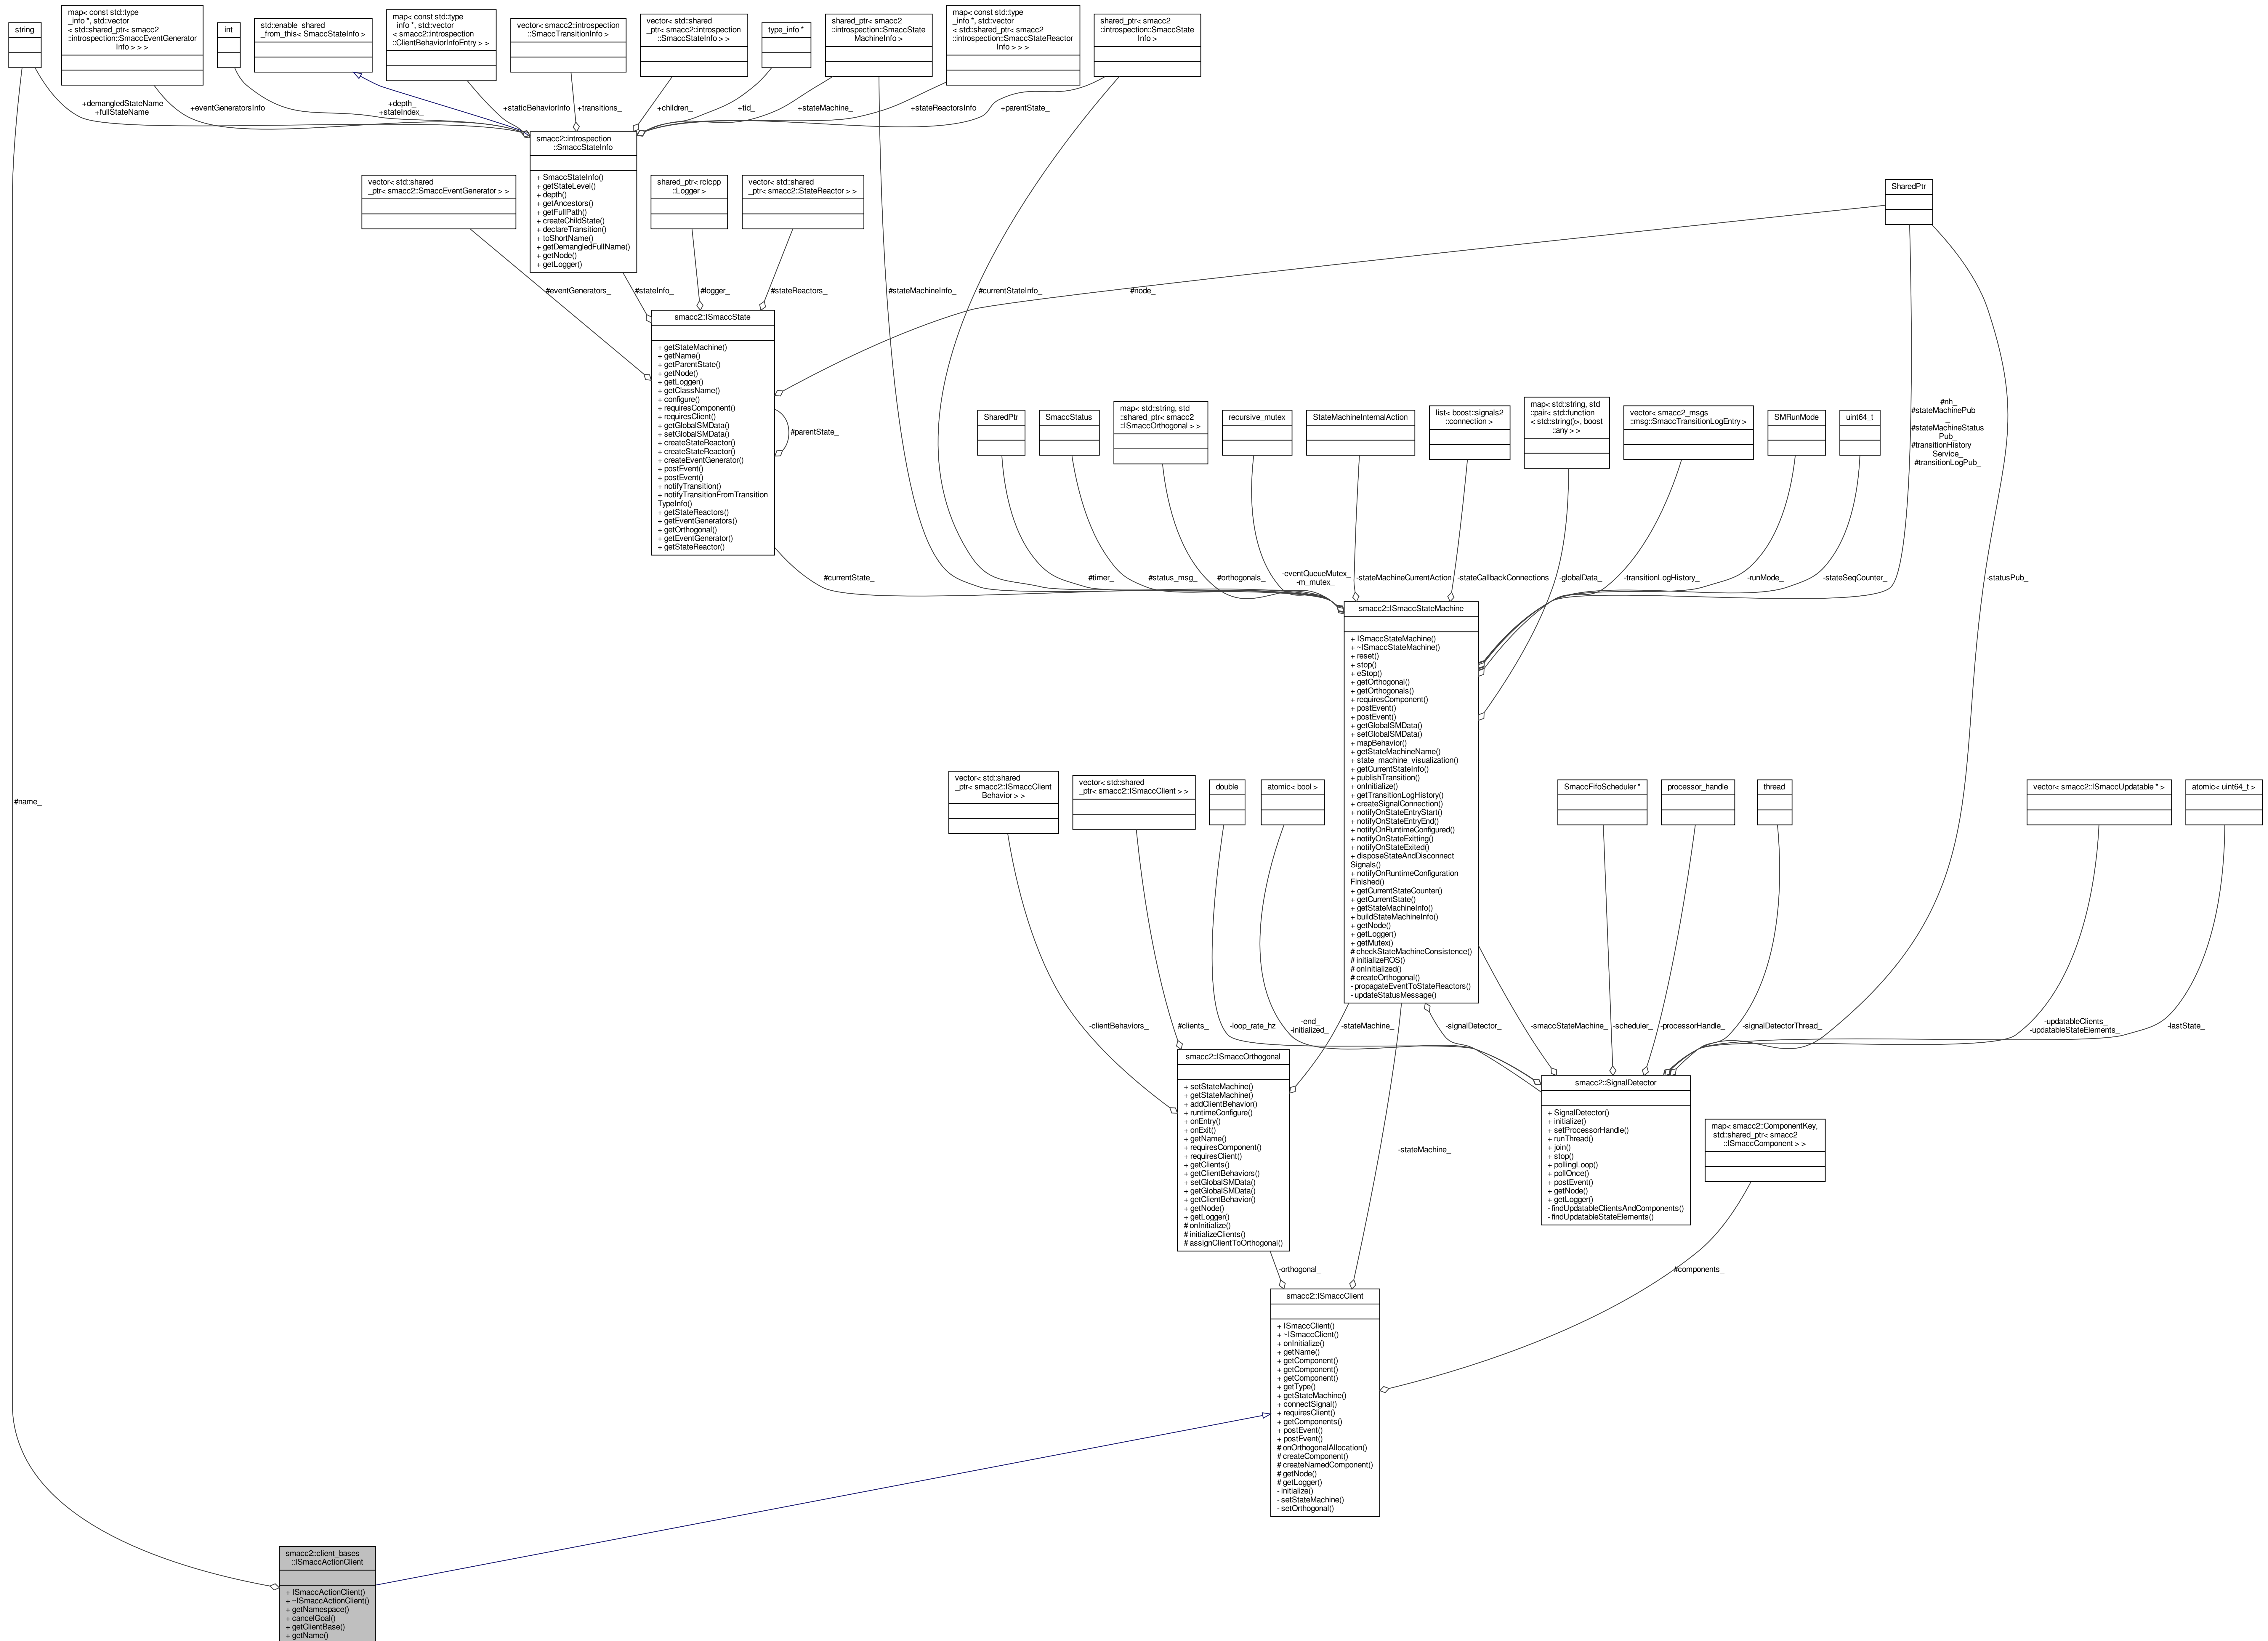 string
map< const std::type
_info *, std::vector
< std::shared_ptr< smacc2
::introspection::SmaccEventGenerator
Info > > >
int
std::enable_shared
_from_this< SmaccStateInfo >
map< const std::type
_info *, std::vector
< smacc2::introspection
::ClientBehaviorInfoEntry > >
vector< smacc2::introspection
::SmaccTransitionInfo >
vector< std::shared
_ptr< smacc2::introspection
::SmaccStateInfo > >
type_info *
shared_ptr< smacc2
::introspection::SmaccState
MachineInfo >
map< const std::type
_info *, std::vector
< std::shared_ptr< smacc2
::introspection::SmaccStateReactor
Info > > >
shared_ptr< smacc2
::introspection::SmaccState
Info >
+demangledStateName
+fullStateName
+eventGeneratorsInfo
+depth_
+stateIndex_
+staticBehaviorInfo
+transitions_
+children_
+tid_
+stateMachine_
+stateReactorsInfo
+parentState_
smacc2::introspection
::SmaccStateInfo
+ SmaccStateInfo()
+ getStateLevel()
+ depth()
+ getAncestors()
+ getFullPath()
+ createChildState()
+ declareTransition()
+ toShortName()
+ getDemangledFullName()
+ getNode()
+ getLogger()
vector< std::shared
_ptr< smacc2::SmaccEventGenerator > >
shared_ptr< rclcpp
::Logger >
vector< std::shared
_ptr< smacc2::StateReactor > >
SharedPtr
#eventGenerators_
#stateInfo_
#logger_
#stateReactors_
#stateMachineInfo_
#currentStateInfo_
#node_
smacc2::ISmaccState
+ getStateMachine()
+ getName()
+ getParentState()
+ getNode()
+ getLogger()
+ getClassName()
+ configure()
+ requiresComponent()
+ requiresClient()
+ getGlobalSMData()
+ setGlobalSMData()
+ createStateReactor()
+ createStateReactor()
+ createEventGenerator()
+ postEvent()
+ postEvent()
+ notifyTransition()
+ notifyTransitionFromTransition
TypeInfo()
+ getStateReactors()
+ getEventGenerators()
+ getOrthogonal()
+ getEventGenerator()
+ getStateReactor()
#parentState_
SharedPtr
SmaccStatus
map< std::string, std
::shared_ptr< smacc2
::ISmaccOrthogonal > >
recursive_mutex
StateMachineInternalAction
list< boost::signals2
::connection >
map< std::string, std
::pair< std::function
< std::string()>, boost
::any > >
vector< smacc2_msgs
::msg::SmaccTransitionLogEntry >
SMRunMode
uint64_t
#nh_
#stateMachinePub
_
#stateMachineStatus
Pub_
#transitionHistory
Service_
#transitionLogPub_
#currentState_
#timer_
#status_msg_
#orthogonals_
-eventQueueMutex_
-m_mutex_
-stateMachineCurrentAction
-stateCallbackConnections
-globalData_
-transitionLogHistory_
-runMode_
-stateSeqCounter_
-statusPub_
smacc2::ISmaccStateMachine
+ ISmaccStateMachine()
+ ~ISmaccStateMachine()
+ reset()
+ stop()
+ eStop()
+ getOrthogonal()
+ getOrthogonals()
+ requiresComponent()
+ postEvent()
+ postEvent()
+ getGlobalSMData()
+ setGlobalSMData()
+ mapBehavior()
+ getStateMachineName()
+ state_machine_visualization()
+ getCurrentStateInfo()
+ publishTransition()
+ onInitialize()
+ getTransitionLogHistory()
+ createSignalConnection()
+ notifyOnStateEntryStart()
+ notifyOnStateEntryEnd()
+ notifyOnRuntimeConfigured()
+ notifyOnStateExitting()
+ notifyOnStateExited()
+ disposeStateAndDisconnect
Signals()
+ notifyOnRuntimeConfiguration
Finished()
+ getCurrentStateCounter()
+ getCurrentState()
+ getStateMachineInfo()
+ buildStateMachineInfo()
+ getNode()
+ getLogger()
+ getMutex()
# checkStateMachineConsistence()
# initializeROS()
# onInitialized()
# createOrthogonal()
- propagateEventToStateReactors()
- updateStatusMessage()
#name_
vector< std::shared
_ptr< smacc2::ISmaccClient
Behavior > >
vector< std::shared
_ptr< smacc2::ISmaccClient > >
double
atomic< bool >
SmaccFifoScheduler *
processor_handle
thread
vector< smacc2::ISmaccUpdatable * >
atomic< uint64_t >
-clientBehaviors_
#clients_
-loop_rate_hz
-end_
-initialized_
-stateMachine_
-signalDetector_
-smaccStateMachine_
-scheduler_
-processorHandle_
-signalDetectorThread_
-updatableClients_
-updatableStateElements_
-lastState_
smacc2::ISmaccOrthogonal
+ setStateMachine()
+ getStateMachine()
+ addClientBehavior()
+ runtimeConfigure()
+ onEntry()
+ onExit()
+ getName()
+ requiresComponent()
+ requiresClient()
+ getClients()
+ getClientBehaviors()
+ setGlobalSMData()
+ getGlobalSMData()
+ getClientBehavior()
+ getNode()
+ getLogger()
# onInitialize()
# initializeClients()
# assignClientToOrthogonal()
smacc2::SignalDetector
+ SignalDetector()
+ initialize()
+ setProcessorHandle()
+ runThread()
+ join()
+ stop()
+ pollingLoop()
+ pollOnce()
+ postEvent()
+ getNode()
+ getLogger()
- findUpdatableClientsAndComponents()
- findUpdatableStateElements()
map< smacc2::ComponentKey,
std::shared_ptr< smacc2
::ISmaccComponent > >
-stateMachine_
-orthogonal_
#components_
smacc2::ISmaccClient
+ ISmaccClient()
+ ~ISmaccClient()
+ onInitialize()
+ getName()
+ getComponent()
+ getComponent()
+ getComponent()
+ getType()
+ getStateMachine()
+ connectSignal()
+ requiresClient()
+ getComponents()
+ postEvent()
+ postEvent()
# onOrthogonalAllocation()
# createComponent()
# createNamedComponent()
# getNode()
# getLogger()
- initialize()
- setStateMachine()
- setOrthogonal()
smacc2::client_bases
::ISmaccActionClient
+ ISmaccActionClient()
+ ~ISmaccActionClient()
+ getNamespace()
+ cancelGoal()
+ getClientBase()
+ getName()